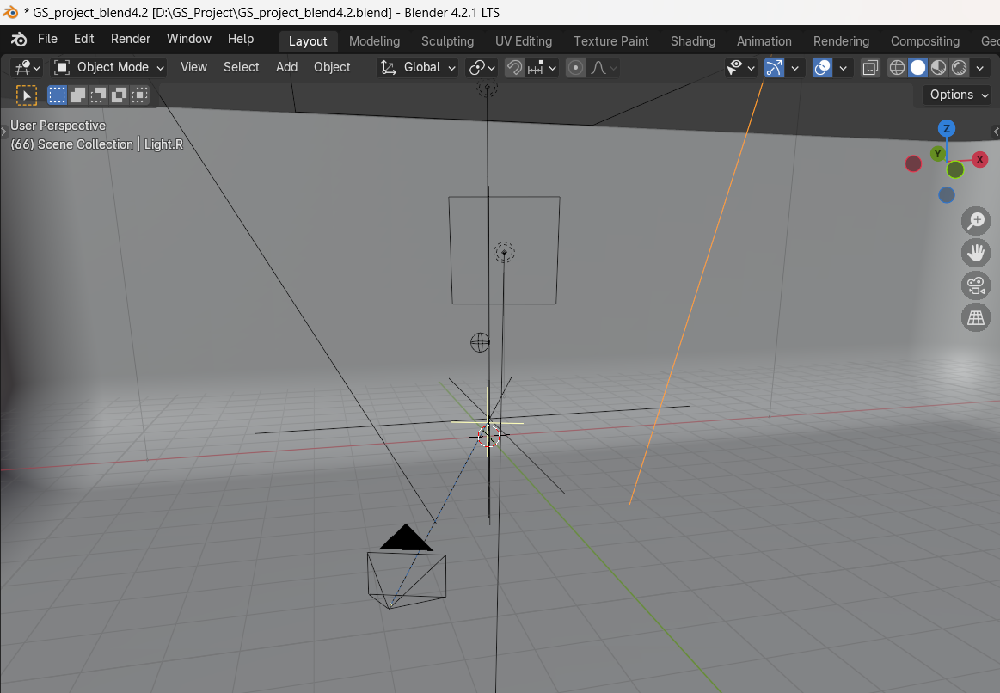 * GS_project_blend4.2 [D:\GS_Project\GS_project_blend4.2.blend] - Blender 4.2.1 LTS
File Edit Render Window Help Layout Modeling Sculpting UV Editing Texture Paint Shading Animation Rendering Compositing Geo
Object Mode View Select Add Object Global
Options
User Perspective
(66) Scene Collection | Light.R
Z
Y X